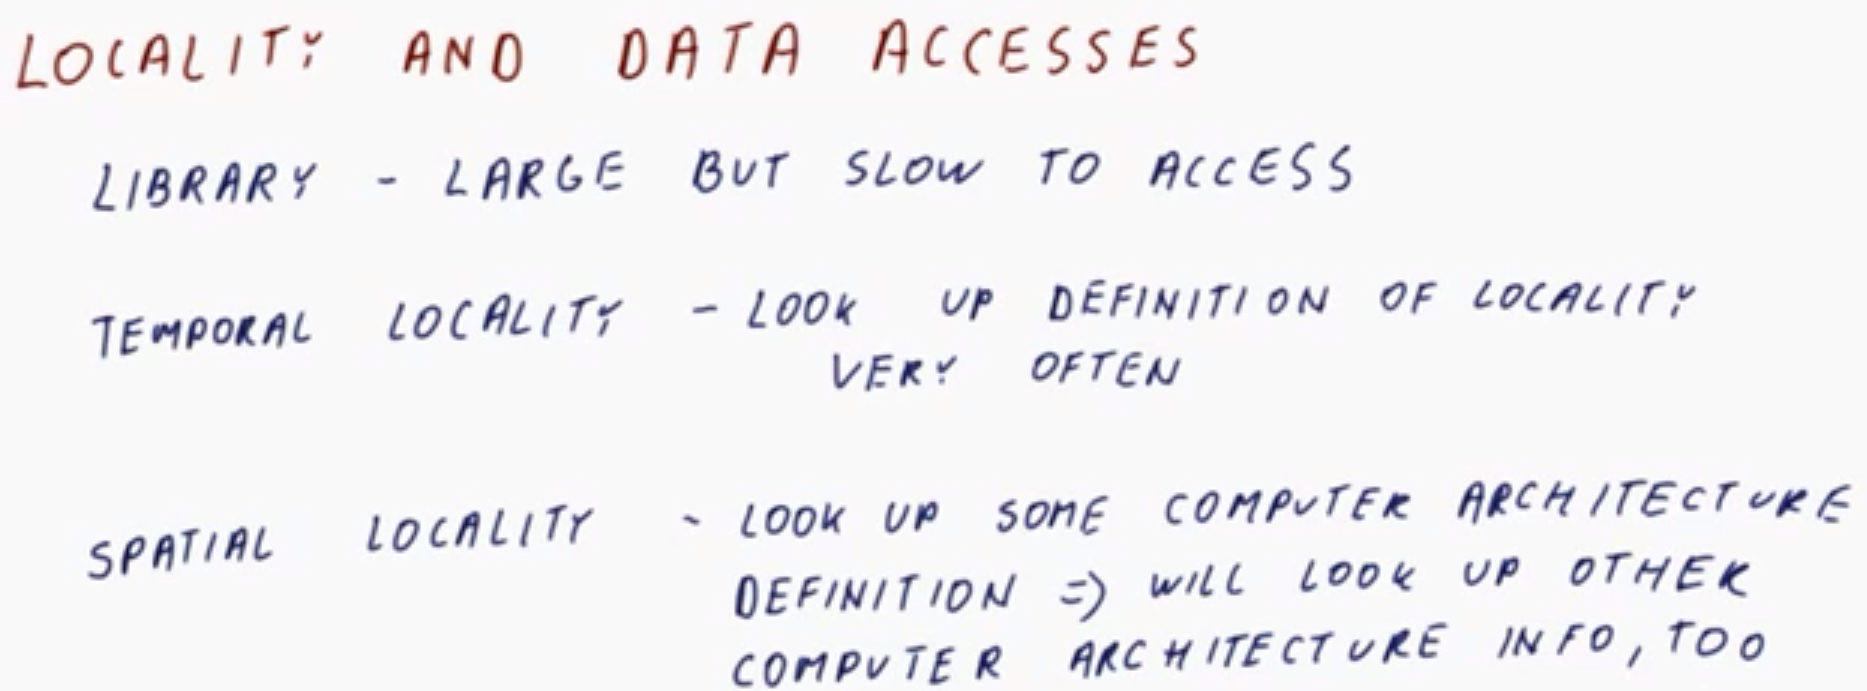 LOCALITY AND DATA ACCESSES
LIBRARY - LARGE BUT SLOW TO ACCESS
TEMPORAL LOCALITY - LOOK UP DEFINITION OF LOCALITY
VERY OFTEN
SPATIAL LOCALITY - LOOK UP SOME COMPUTER ARCHITECTURE
DEFINITION => WILL LOOK UP OTHER
COMPUTER ARCHITECTURE INFO, TOO